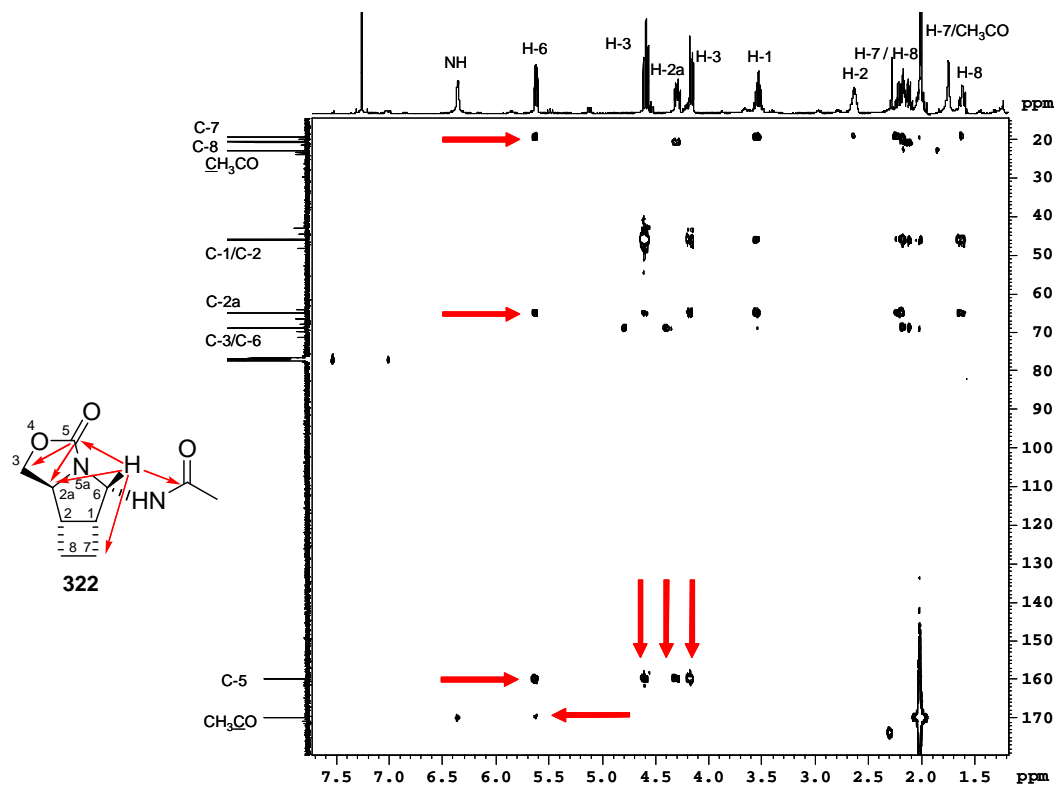 H-7/CH₃CO
H-7 / H-8
NH
H-6
H-3
H-2a
H-3
H-1
H-2
H-8
ppm
C-7
C-8
CH₃CO
C-1/C-2
C-2a
C-3/C-6
C-5
CH₃CO
20
30
40
50
60
70
80
90
100
110
120
130
140
150
160
170
ppm
7.5 7.0 6.5 6.0 5.5 5.0 4.5 4.0 3.5 3.0 2.5 2.0 1.5 ppm
O
4
5
O
3
N
H
O
5a
2a
6
HN
2
1
8
7
322